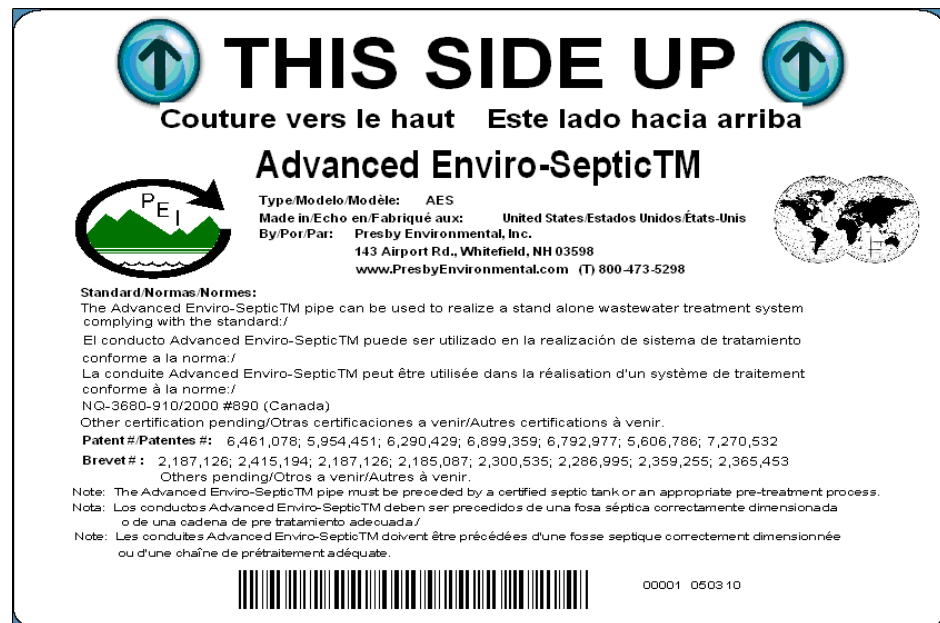 THIS SIDE UP
Couture vers le haut Este lado hacia arriba
Advanced Enviro-SepticTM
PEI
Type/Modelo/Modèle: AES
Made in/Echo en/Fabriqué aux: United States/Estados Unidos/États-Unis
By/Por/Par: Presby Environmental, Inc.
143 Airport Rd., Whitefield, NH 03598
www.PresbyEnvironmental.com (T) 800-473-5298
Standard/Normas/Normes:
The Advanced Enviro-SepticTM pipe can be used to realize a stand alone wastewater treatment system
complying with the standard:/
El conducto Advanced Enviro-SepticTM puede ser utilizado en la realización de sistema de tratamiento
conforme a la norma:/
La conduite Advanced Enviro-SepticTM peut être utilisée dans la réalisation d'un système de traitement
conforme à la norme:/
NQ-3680-910/2000 #890 (Canada)
Other certification pending/Otras certificaciones a venir/Autres certifications à venir.
Patent #/Patentes #: 6,461,078; 5,954,451; 6,290,429; 6,899,359; 6,792,977; 5,606,786; 7,270,532
Brevet # : 2,187,126; 2,415,194; 2,187,126; 2,185,087; 2,300,535; 2,286,995; 2,359,255; 2,365,453
Others pending/Otros a venir/Autres à venir.
Note: The Advanced Enviro-SepticTM pipe must be preceded by a certified septic tank or an appropriate pre-treatment process.
Nota: Los conductos Advanced Enviro-SepticTM deben ser precedidos de una fosa séptica correctamente dimensionada
o de una cadena de pre tratamiento adecuada./
Note: Les conduites Advanced Enviro-SepticTM doivent être précédées d'une fosse septique correctement dimensionnée
ou d'une chaîne de prétraitement adéquate.
00001 050310